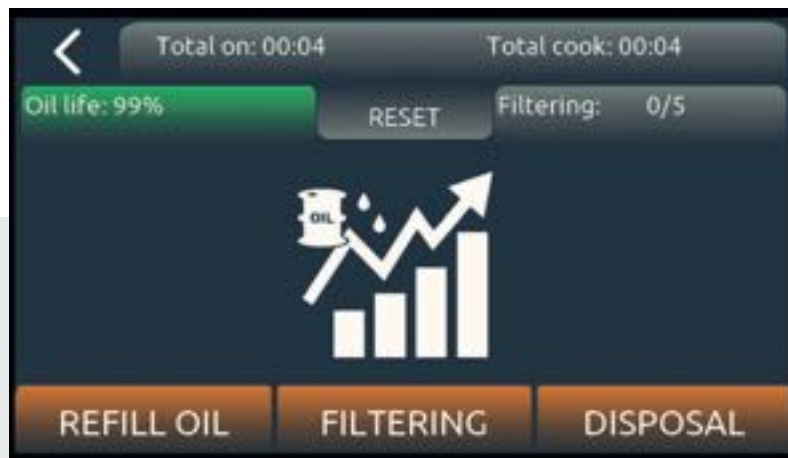 Total on: 00:04 Total cook: 00:04
Oil life: 99% RESET Filtering: 0/5
OIL
REFILL OIL FILTERING DISPOSAL